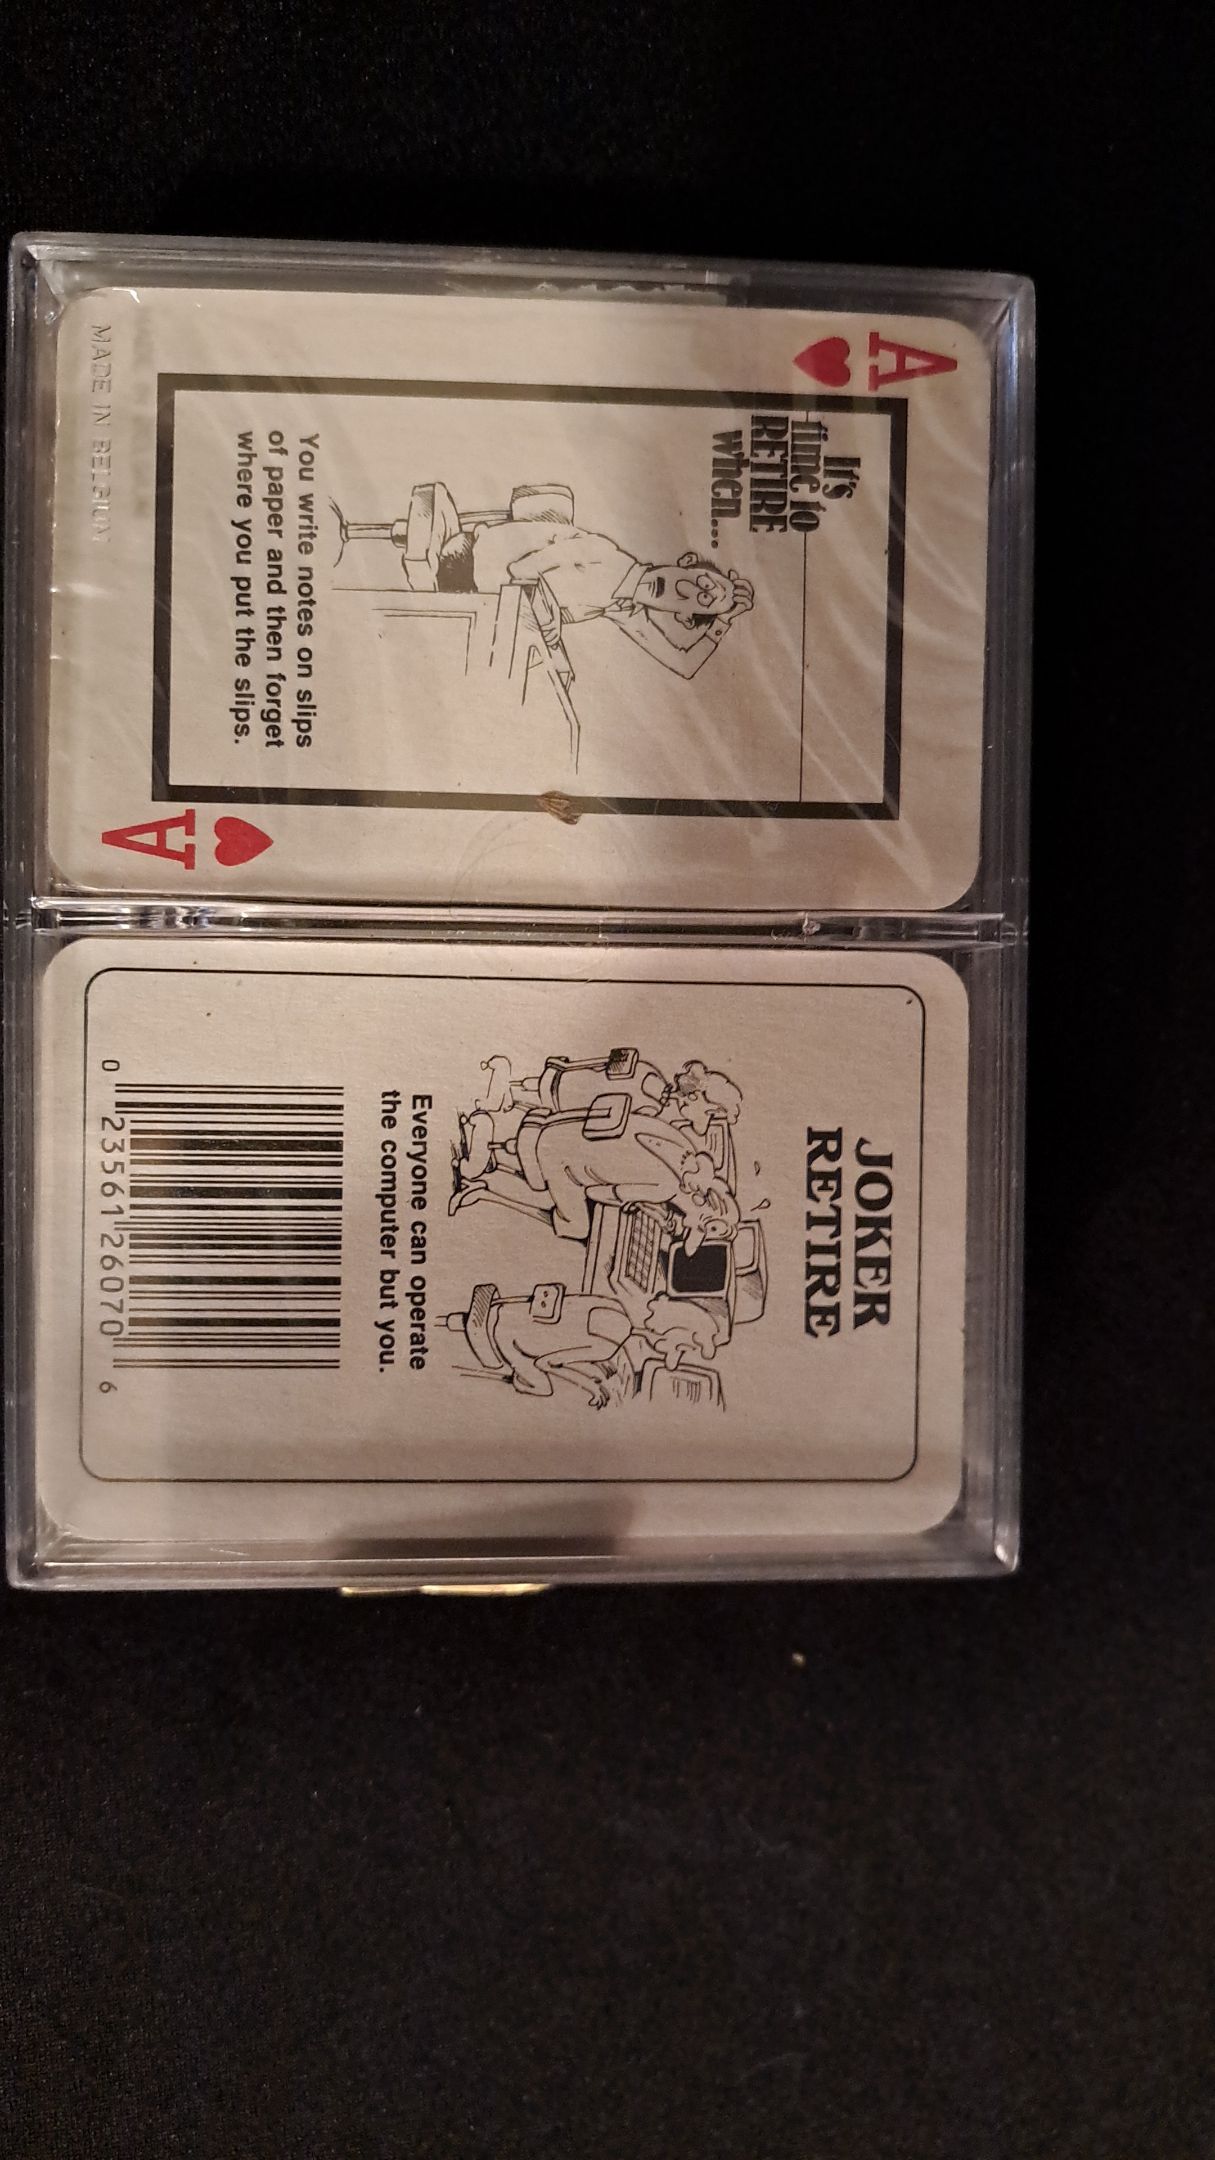 A
It's
time to
RETIRE
when...
You write notes on slips
of paper and then forget
where you put the slips.
A
MADE IN BELGIUM
JOKER
RETIRE
Everyone can operate
the computer but you.
0 23561 26070 6